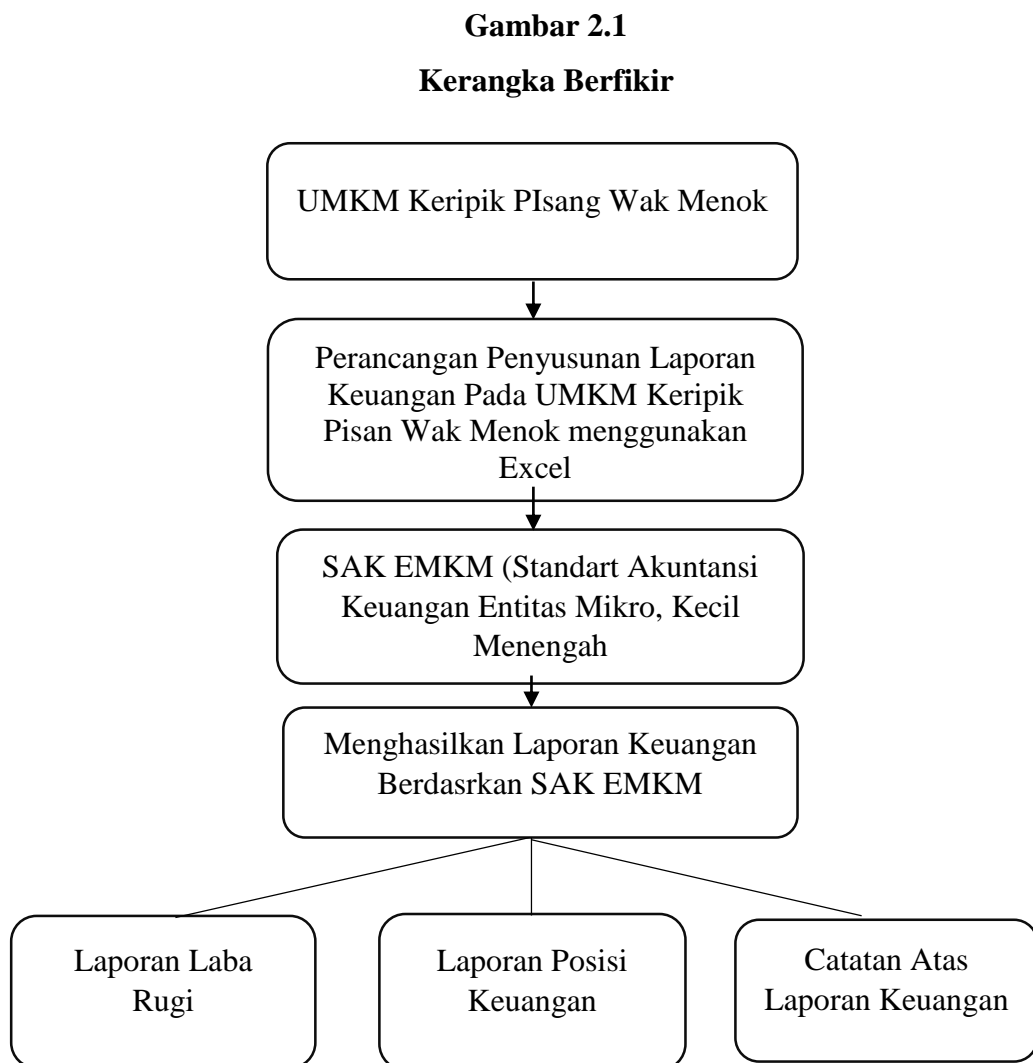 Gambar 2.1
Kerangka Berfikir
UMKM Keripik PIsang Wak Menok
Perancangan Penyusunan Laporan
Keuangan Pada UMKM Keripik
Pisan Wak Menok menggunakan
Excel
SAK EMKM (Standart Akuntansi
Keuangan Entitas Mikro, Kecil
Menengah
Menghasilkan Laporan Keuangan
Berdasrkan SAK EMKM
Laporan Laba
Rugi
Laporan Posisi
Keuangan
Catatan Atas
Laporan Keuangan